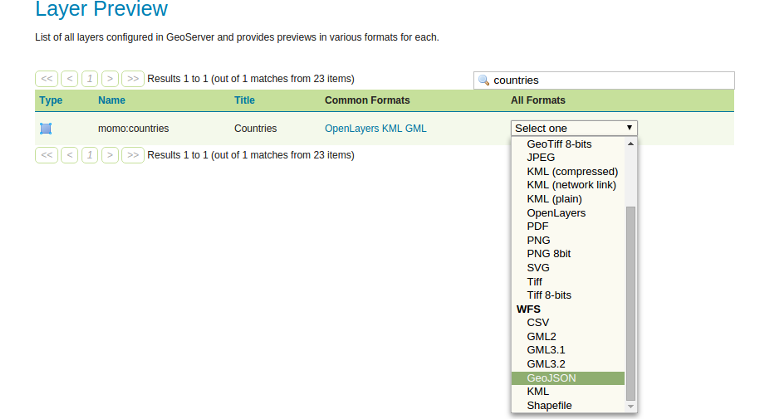 Layer Preview
List of all layers configured in GeoServer and provides previews in various formats for each.
<< < 1 > >> Results 1 to 1 (out of 1 matches from 23 items) countries
Type Name Title Common Formats All Formats
momo:countries Countries OpenLayers KML GML Select one
<< < 1 > >> Results 1 to 1 (out of 1 matches from 23 items)
GeoTiff 8-bits
JPEG
KML (compressed)
KML (network link)
KML (plain)
OpenLayers
PDF
PNG
PNG 8bit
SVG
Tiff
Tiff 8-bits
WFS
CSV
GML2
GML3.1
GML3.2
GeoJSON
KML
Shapefile